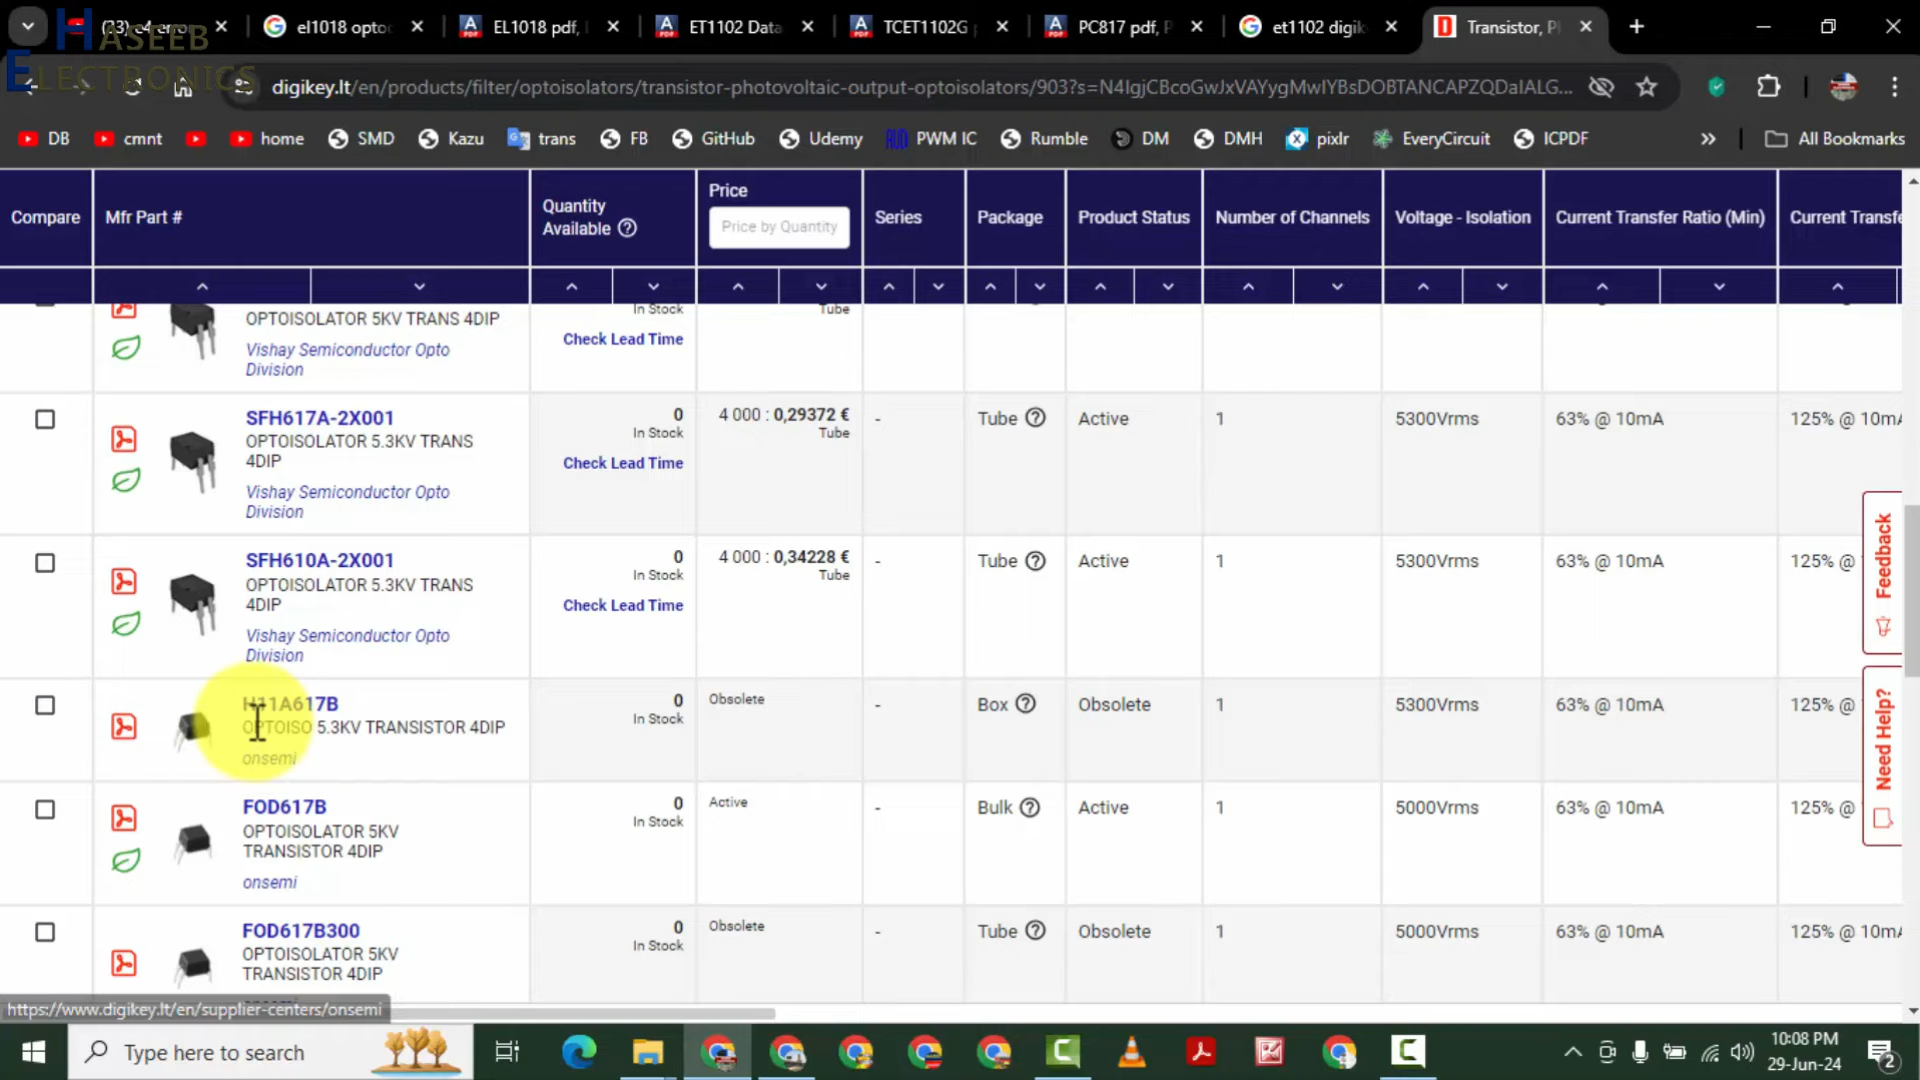 (23) e4 error
el1018 opto
EL1018 pdf,
ET1102 Data
TCET1102G
PC817 pdf, P
et1102 digik
Transistor, P
HASEEB
ELECTRONICS
digikey.lt/en/products/filter/optoisolators/transistor-photovoltaic-output-optoisolators/903?s=N4IgjCBcoGwJxVAYygMwIYBsDOBTANCAPZQDaIALG...
DB
cmnt
home
SMD
Kazu
trans
FB
GitHub
Udemy
PWM IC
Rumble
DM
DMH
pixlr
EveryCircuit
ICPDF
All Bookmarks
Compare
Mfr Part #
Quantity
Available
Price
Price by Quantity
Series
Package
Product Status
Number of Channels
Voltage - Isolation
Current Transfer Ratio (Min)
Current Transfe
OPTOISOLATOR 5KV TRANS 4DIP
Vishay Semiconductor Opto
Division
In Stock
Check Lead Time
Tube
SFH617A-2X001
OPTOISOLATOR 5.3KV TRANS
4DIP
Vishay Semiconductor Opto
Division
0
In Stock
Check Lead Time
4 000 : 0,29372 €
Tube
-
Tube
Active
1
5300Vrms
63% @ 10mA
125% @ 10mA
SFH610A-2X001
OPTOISOLATOR 5.3KV TRANS
4DIP
Vishay Semiconductor Opto
Division
0
In Stock
Check Lead Time
4 000 : 0,34228 €
Tube
-
Tube
Active
1
5300Vrms
63% @ 10mA
125% @
H11A617B
OPTOISO 5.3KV TRANSISTOR 4DIP
onsemi
0
In Stock
Obsolete
-
Box
Obsolete
1
5300Vrms
63% @ 10mA
125% @
FOD617B
OPTOISOLATOR 5KV
TRANSISTOR 4DIP
onsemi
0
In Stock
Active
-
Bulk
Active
1
5000Vrms
63% @ 10mA
125% @
FOD617B300
OPTOISOLATOR 5KV
TRANSISTOR 4DIP
0
In Stock
Obsolete
-
Tube
Obsolete
1
5000Vrms
63% @ 10mA
125% @ 10mA
Feedback
Need Help?
https://www.digikey.lt/en/supplier-centers/onsemi
Type here to search
10:08 PM
29-Jun-24
2